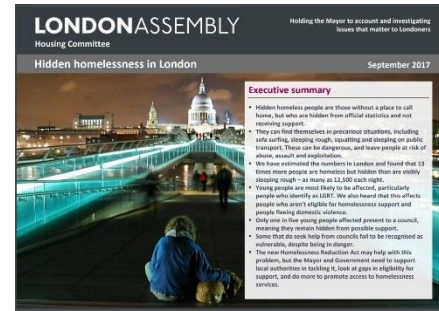 LONDONASSEMBLY
Housing Committee
Holding the Mayor to account and investigating
issues that matter to Londoners
Hidden homelessness in London
September 2017
Executive summary
• Hidden homeless people are those without a place to call
home, but who are hidden from official statistics and not
receiving support.
• They can find themselves in precarious situations, including
sofa surfing, sleeping rough, squatting and sleeping on public
transport. These can be dangerous, and leave people at risk of
abuse, assault and exploitation.
• We have estimated the numbers in London and found that 13
times more people are homeless but hidden than are visibly
sleeping rough – as many as 12,500 each night.
• Young people are most likely to be affected, particularly
people who identify as LGBT. We also heard that this affects
people who aren't eligible for homelessness support and
people fleeing domestic violence.
• Only one in five young people affected present to a council,
meaning they remain hidden from possible support.
• Some that do seek help from councils fail to be recognised as
vulnerable, despite being in danger.
• The new Homelessness Reduction Act may help with this
problem, but the Mayor and Government need to support
local authorities in tackling it, look at gaps in eligibility for
support, and do more to promote access to homelessness
services.